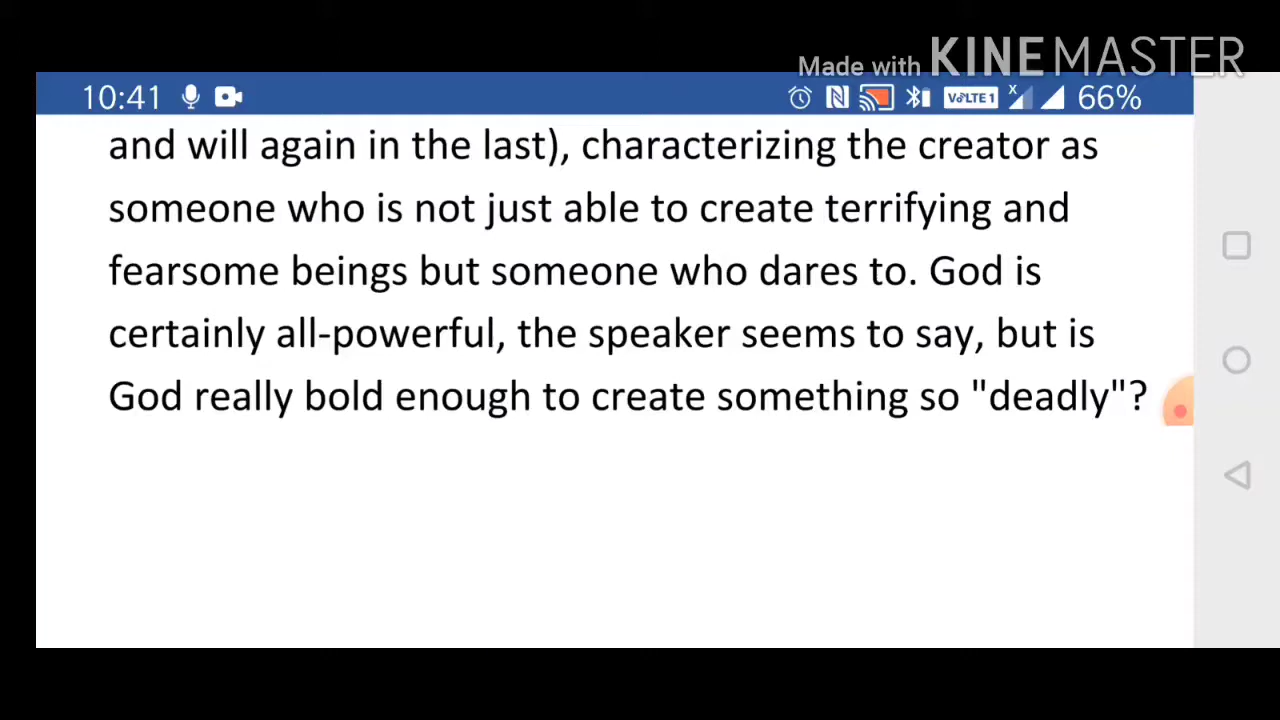 Made with KINEMASTER
10:41 VoLTE 1 x 66%
and will again in the last), characterizing the creator as
someone who is not just able to create terrifying and
fearsome beings but someone who dares to. God is
certainly all-powerful, the speaker seems to say, but is
God really bold enough to create something so "deadly"?